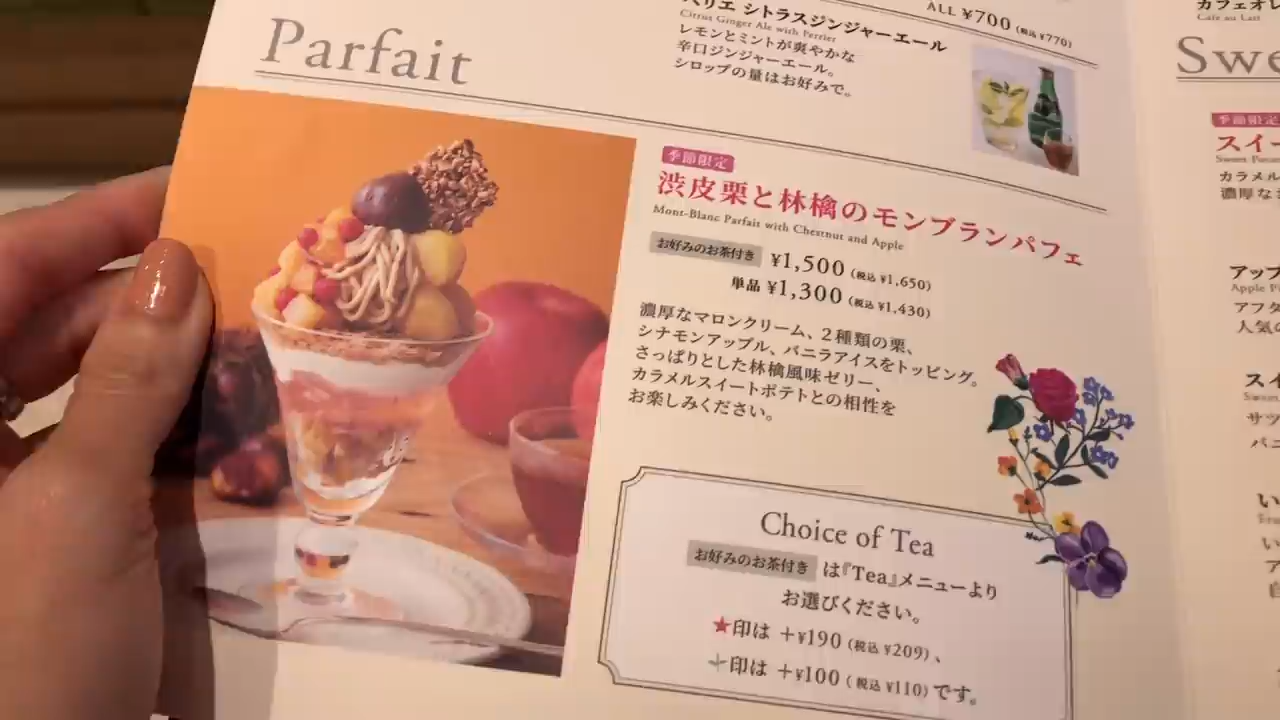 Parfait
ペリエ シトラスジンジャーエール
Citrus Ginger Ale with Perrier
レモンとミントが爽やかな
辛口ジンジャーエール。
シロップの量はお好みで。
ALL ¥700 (税込 ¥770)
季節限定
渋皮栗と林檎のモンブランパフェ
Mont-Blanc Parfait with Chestnut and Apple
お好みのお茶付き ¥1,500 (税込 ¥1,650)
単品 ¥1,300 (税込 ¥1,430)
濃厚なマロンクリーム、2種類の栗、
シナモンアップル、バニラアイスをトッピング。
さっぱりとした林檎風味ゼリー、
カラメルスイートポテトとの相性を
お楽しみください。
Choice of Tea
お好みのお茶付き は『Tea』メニューより
お選びください。
★印は +¥190 (税込 ¥209)、
印は +¥100 (税込 ¥110) です。
カフェオレ
Café au Lait
Swe
季節限定
スイー
カラメル
濃厚な
アップ
Apple P
アフタ
人気の
スイ
Sweet
サツ
バニ
い
い